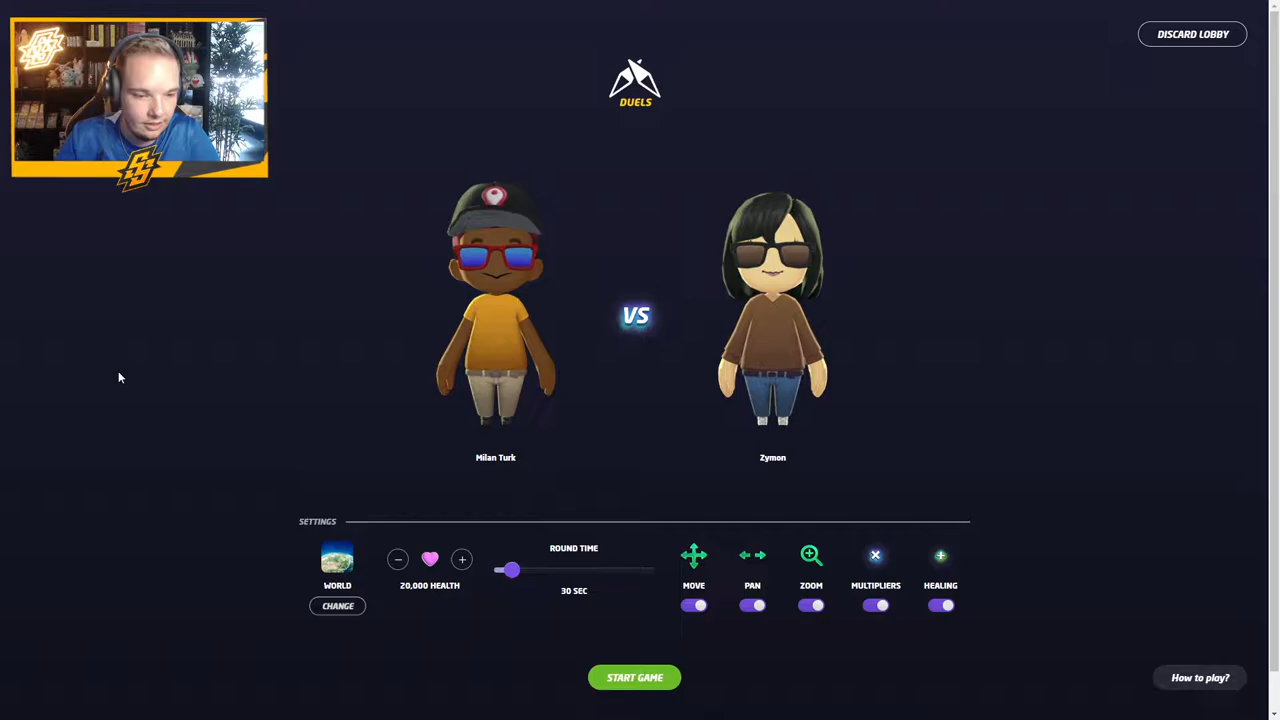 DISCARD LOBBY
DUELS
VS
Milan Turk
Zymon
SETTINGS
WORLD
CHANGE
20,000 HEALTH
ROUND TIME
30 SEC
MOVE
PAN
ZOOM
MULTIPLIERS
HEALING
START GAME
How to play?